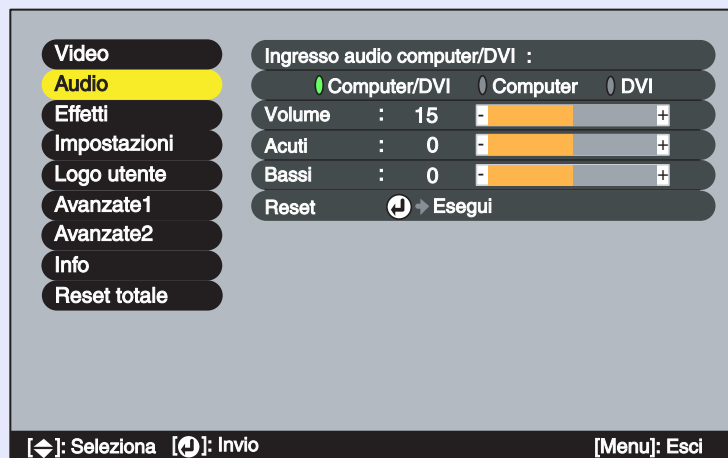 Video
Audio
Effetti
Impostazioni
Logo utente
Avanzate1
Avanzate2
Info
Reset totale
Ingresso audio computer/DVI :
Computer/DVI Computer DVI
Volume : 15 - +
Acuti : 0 - +
Bassi : 0 - +
Reset Esegui
[]: Seleziona []: Invio [Menu]: Esci